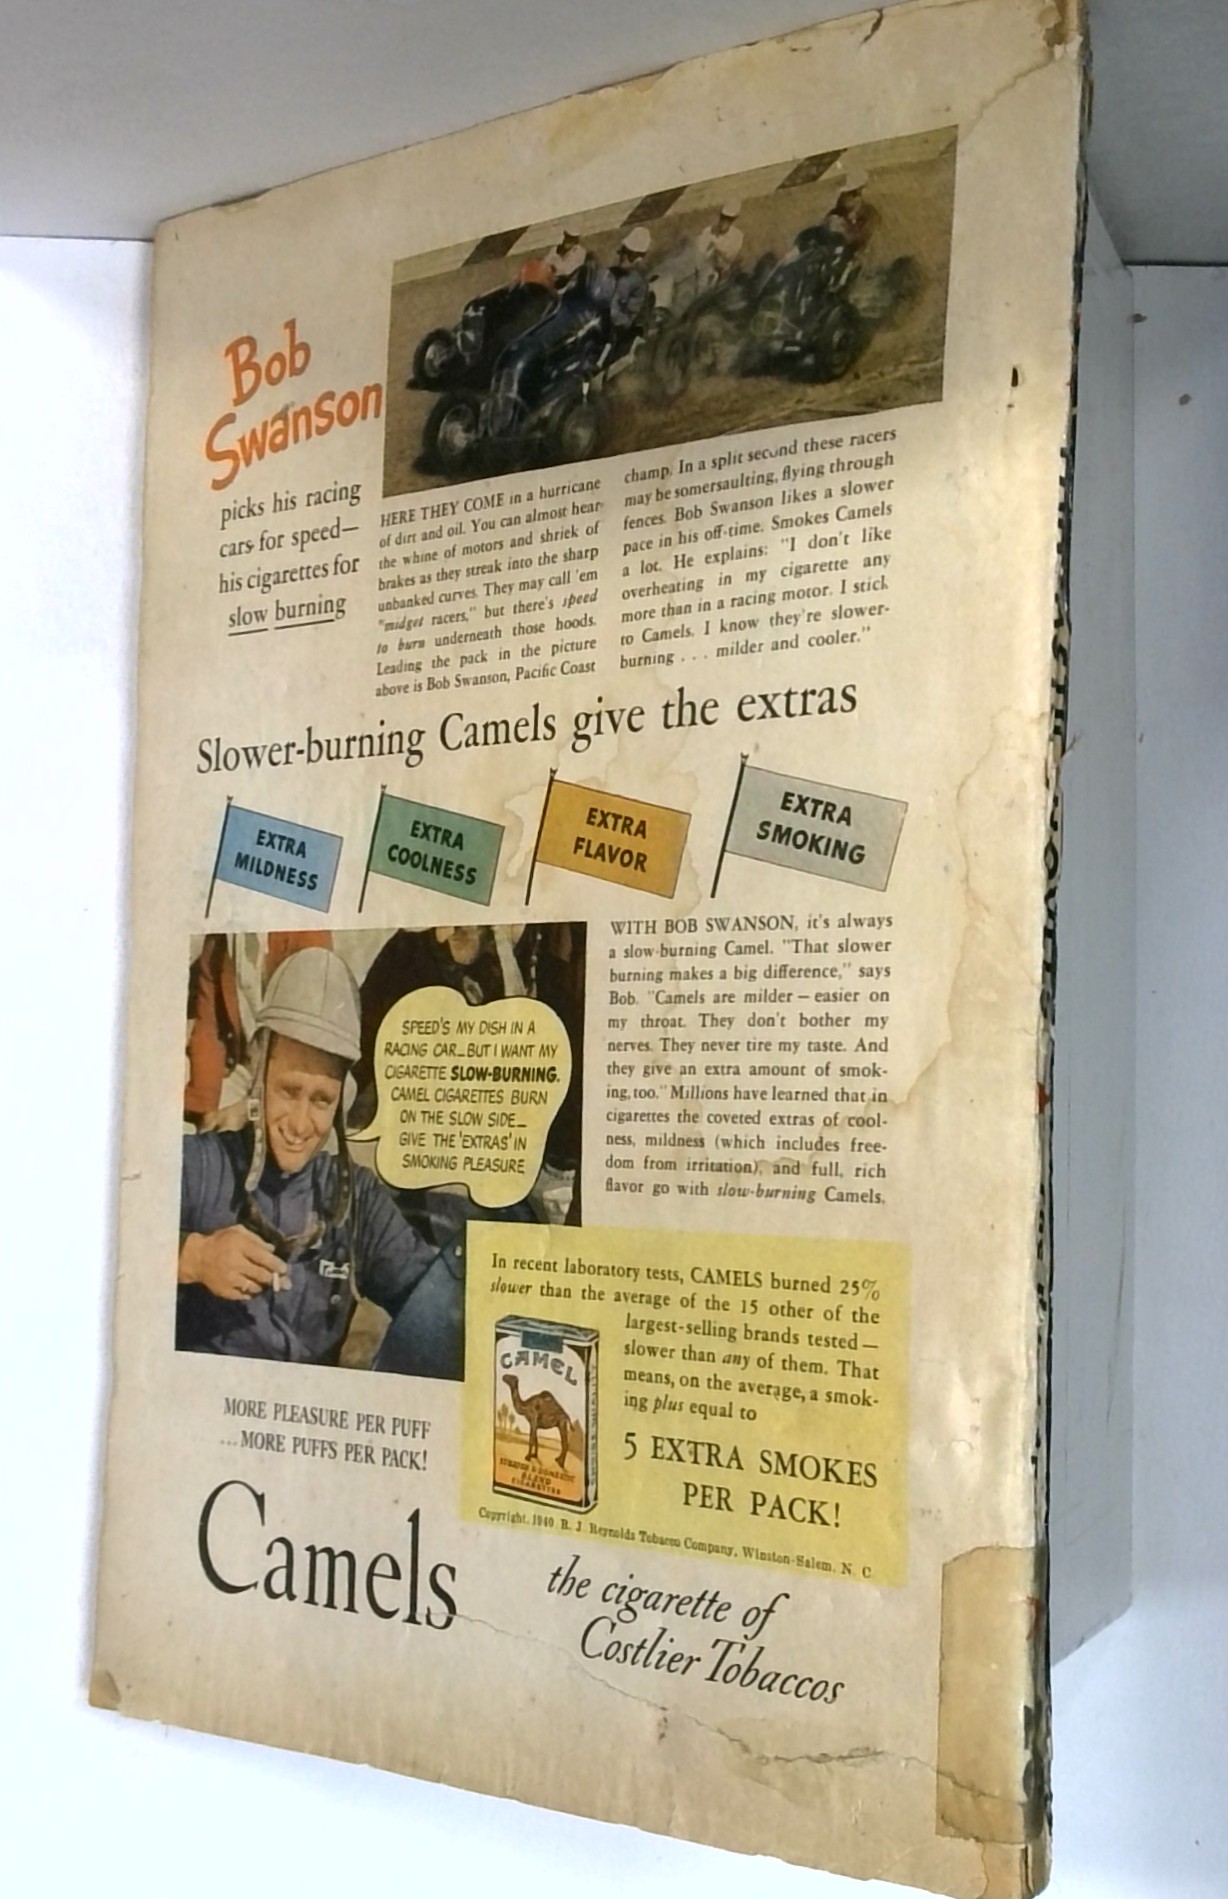 Bob
Swanson
picks his racing
cars for speed—
his cigarettes for
slow burning
HERE THEY COME in a hurricane
of dirt and oil. You can almost hear
the whine of motors and shriek of
brakes as they streak into the sharp
unbanked curves. They may call 'em
"midget racers," but there's speed
to burn underneath those hoods.
Leading the pack in the picture
above is Bob Swanson, Pacific Coast
champ. In a split second these racers
may be somersaulting, flying through
fences. Bob Swanson likes a slower
pace in his off-time. Smokes Camels
a lot. He explains: "I don't like
overheating in my cigarette any
more than in a racing motor. I stick
to Camels. I know they're slower-
burning . . . milder and cooler."
Slower-burning Camels give the extras
EXTRA
MILDNESS
EXTRA
COOLNESS
EXTRA
FLAVOR
EXTRA
SMOKING
SPEED'S MY DISH IN A
RACING CAR—BUT I WANT MY
CIGARETTE SLOW-BURNING.
CAMEL CIGARETTES BURN
ON THE SLOW SIDE—
GIVE THE 'EXTRAS' IN
SMOKING PLEASURE
WITH BOB SWANSON, it's always
a slow-burning Camel. "That slower
burning makes a big difference," says
Bob. "Camels are milder — easier on
my throat. They don't bother my
nerves. They never tire my taste. And
they give an extra amount of smok-
ing, too." Millions have learned that in
cigarettes the coveted extras of cool-
ness, mildness (which includes free-
dom from irritation), and full, rich
flavor go with slow-burning Camels.
In recent laboratory tests, CAMELS burned 25%
slower than the average of the 15 other of the
largest-selling brands tested—
slower than any of them. That
means, on the average, a smok-
ing plus equal to
5 EXTRA SMOKES
PER PACK!
CAMEL
TURKISH & DOMESTIC
BLEND
CIGARETTES
Copyright, 1940, R. J. Reynolds Tobacco Company, Winston-Salem, N. C.
MORE PLEASURE PER PUFF
...MORE PUFFS PER PACK!
Camels
the cigarette of
Costlier Tobaccos